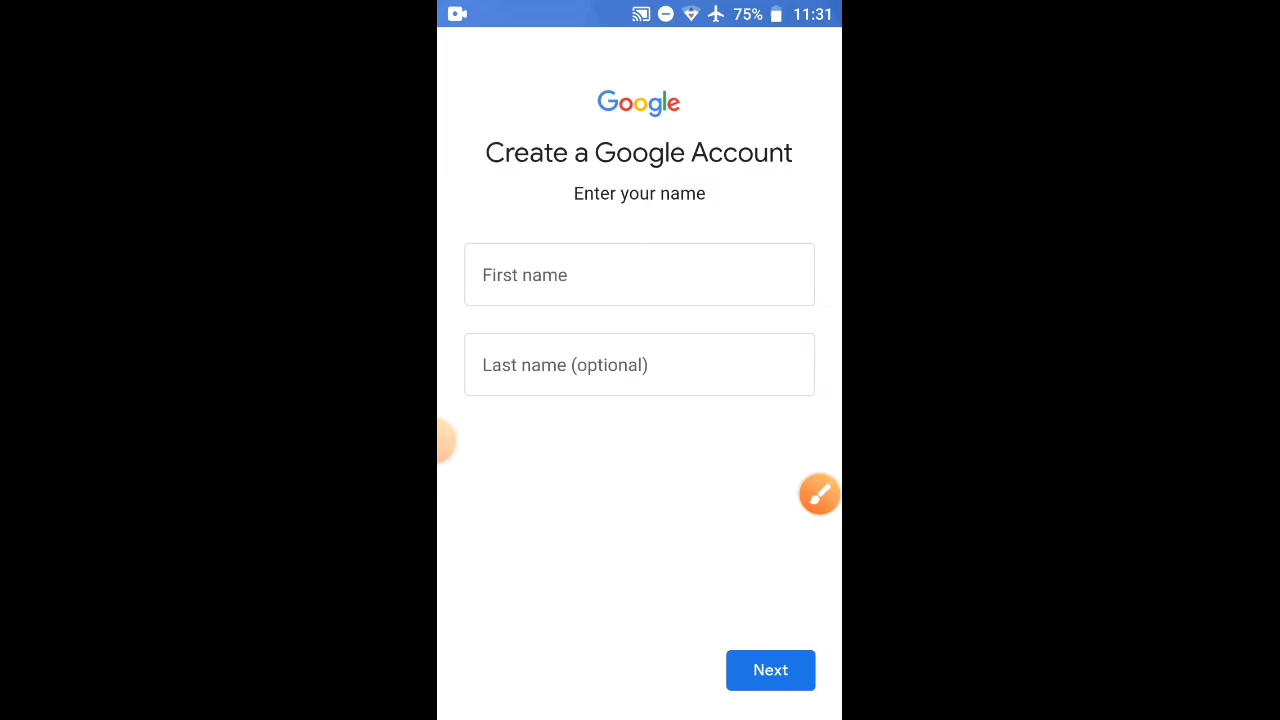 75% 11:31
Google
Create a Google Account
Enter your name
First name
Last name (optional)
Next